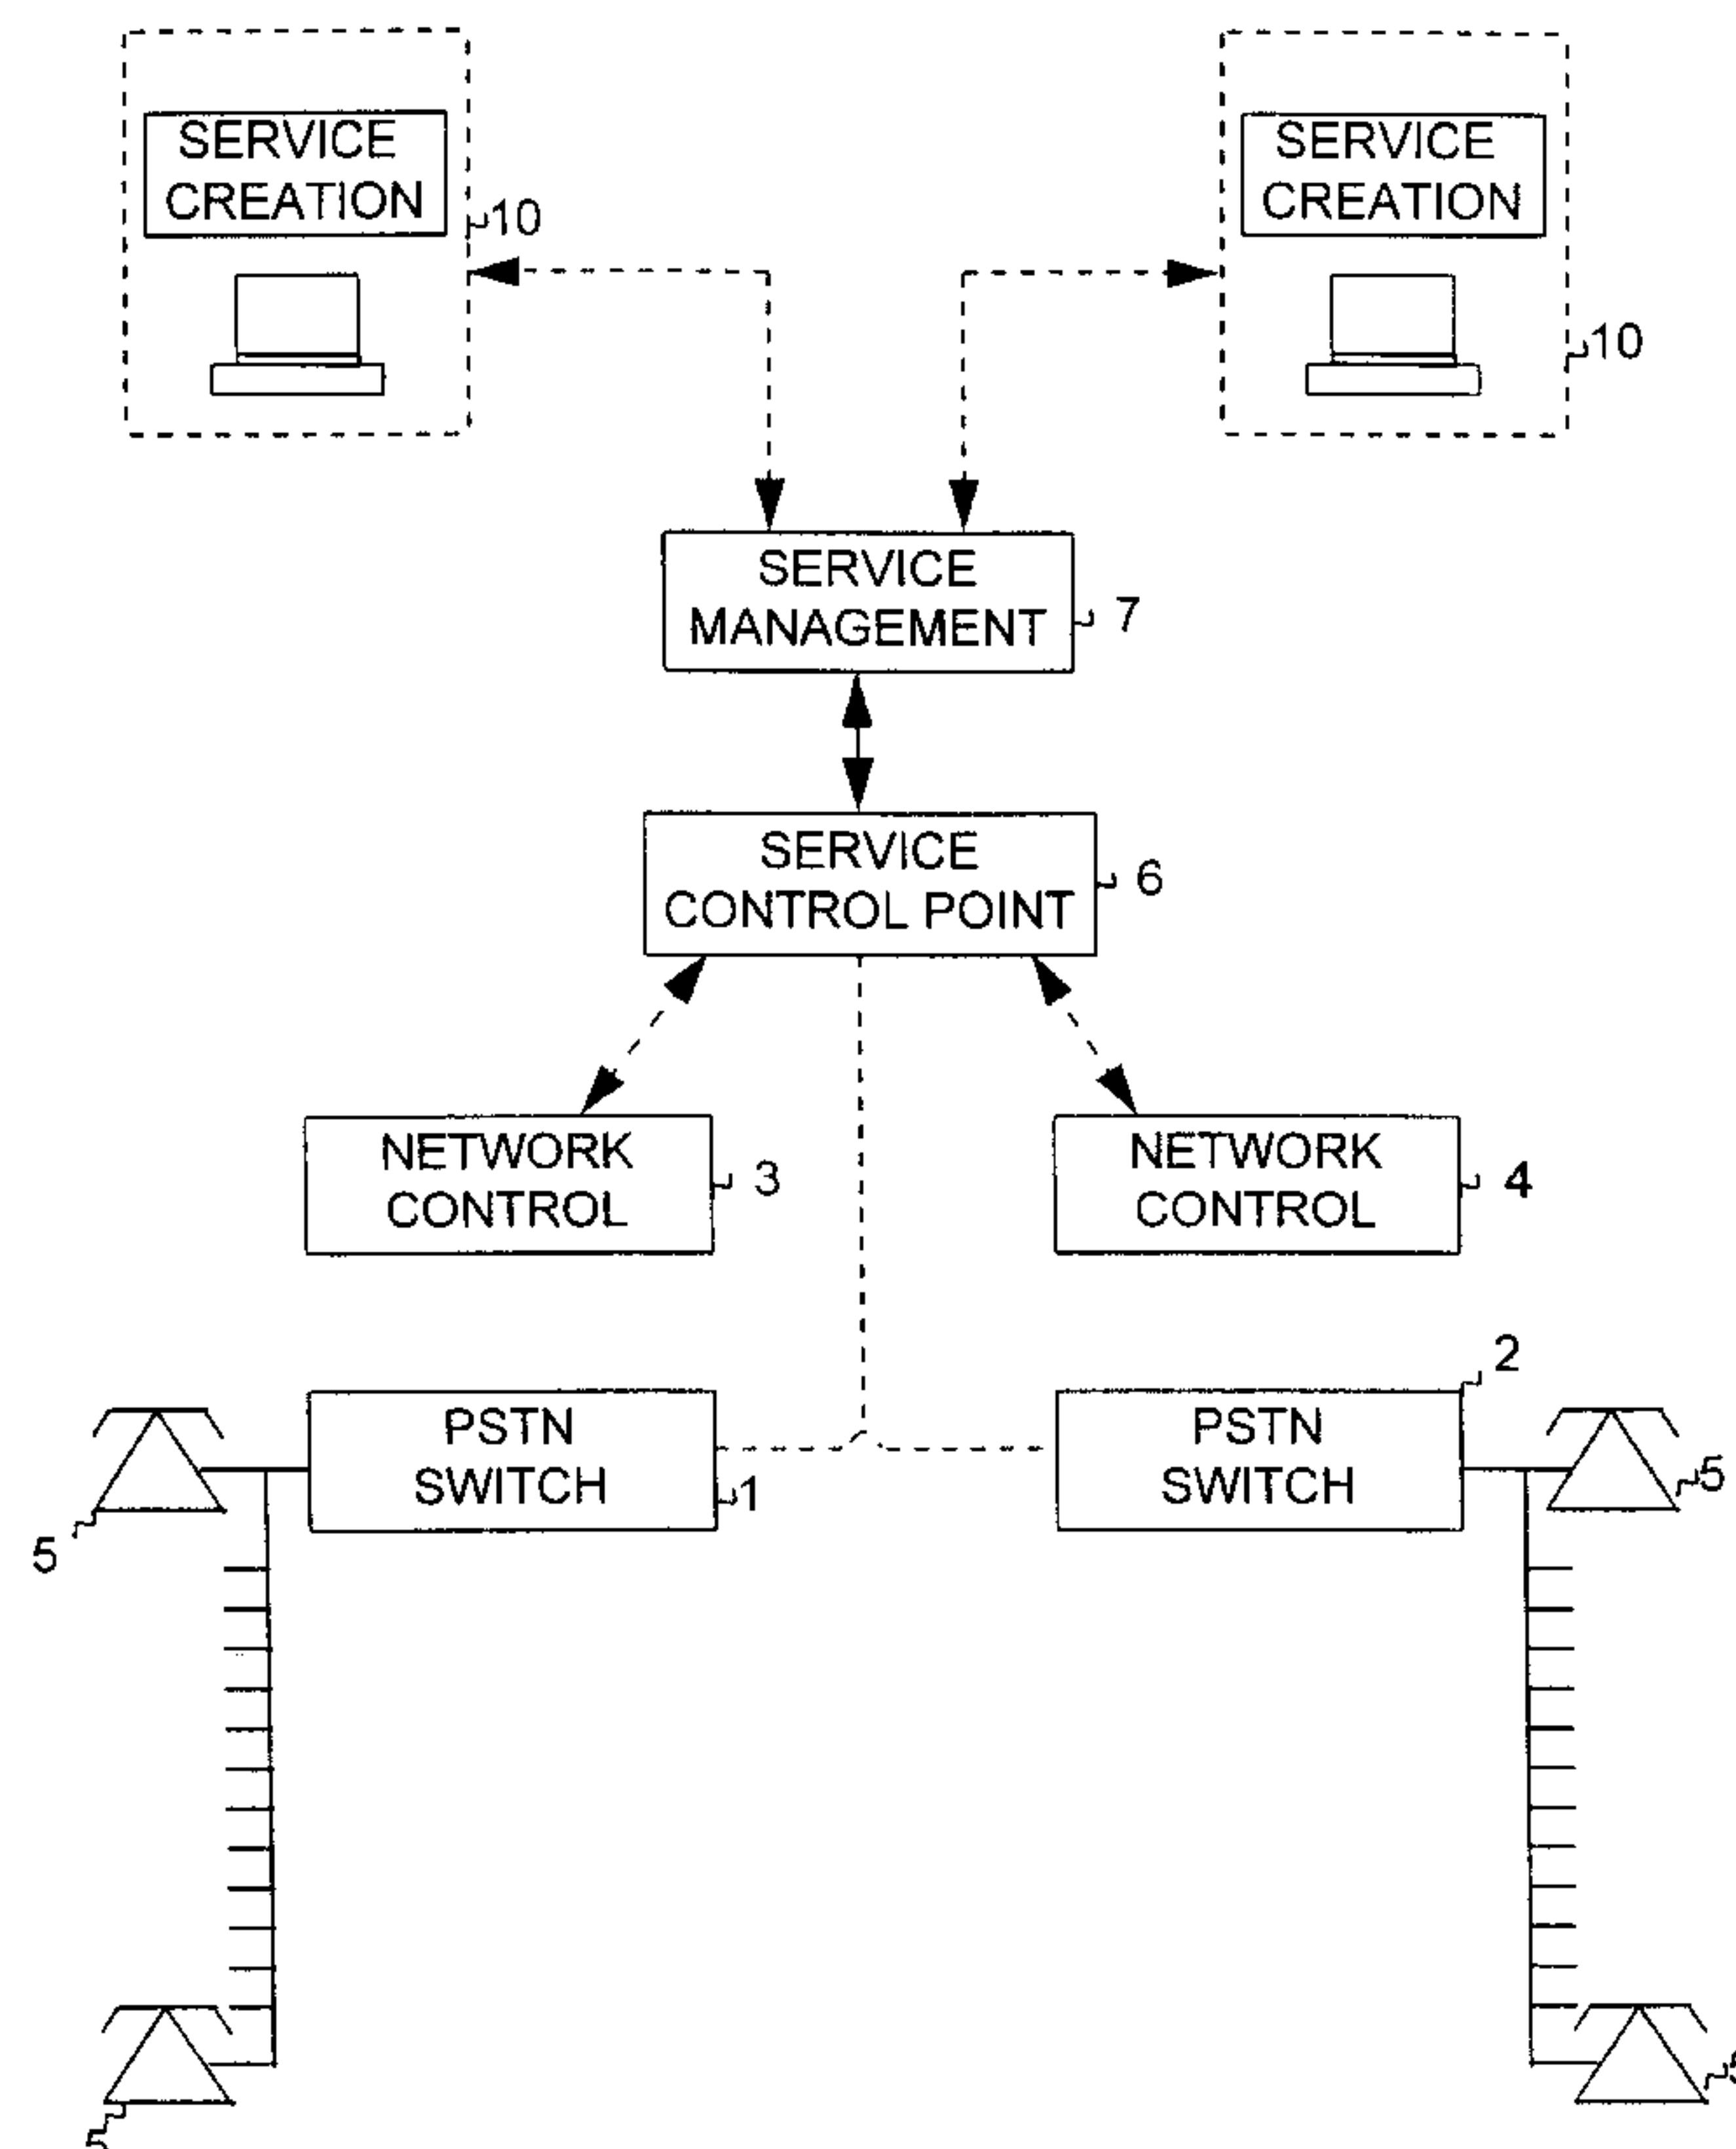 SERVICE
CREATION
10
SERVICE
CREATION
10
SERVICE
MANAGEMENT
7
SERVICE
CONTROL POINT
6
NETWORK
CONTROL
3
NETWORK
CONTROL
4
2
PSTN
SWITCH
1
PSTN
SWITCH
5
5